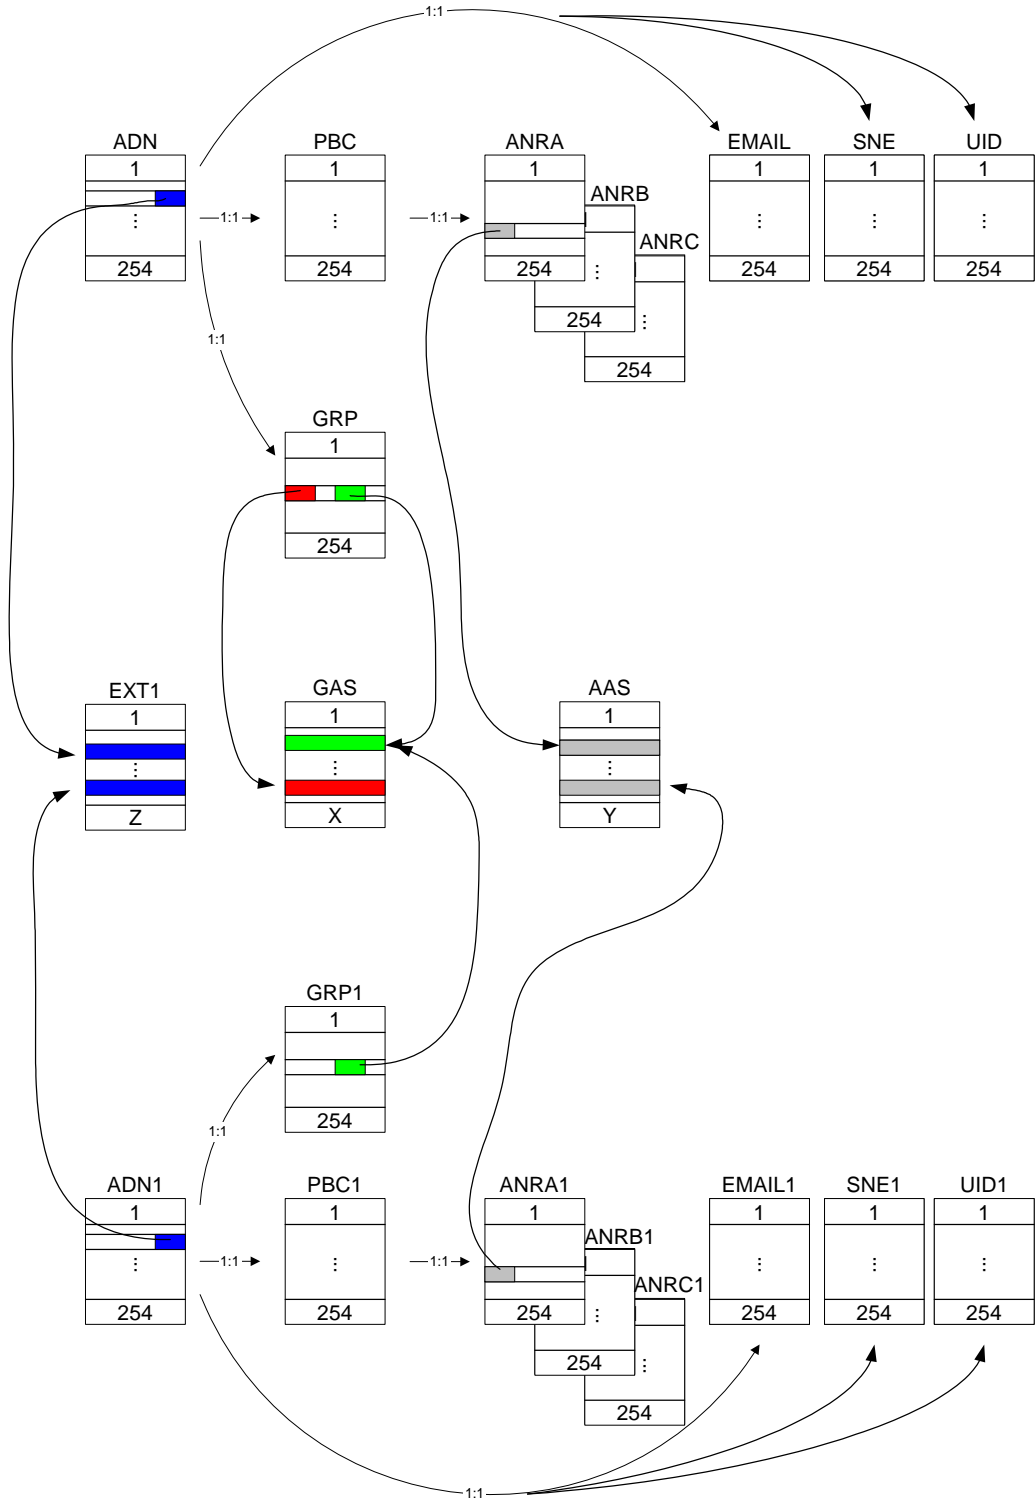 1:1
ADN PBC ANRA EMAIL SNE UID
1 1 1 1 1 1
ANRB
1:1 1:1
ANRC
254 254 254 254 254 254
254
1:1
254
GRP
1
254
EXT1 GAS AAS
1 1 1
Z X Y
GRP1
1
254
1:1
ADN1 PBC1 ANRA1 EMAIL1 SNE1 UID1
1 1 1 1 1 1
ANRB1
1:1 1:1
ANRC1
254 254 254 254 254 254
254
254
1:1